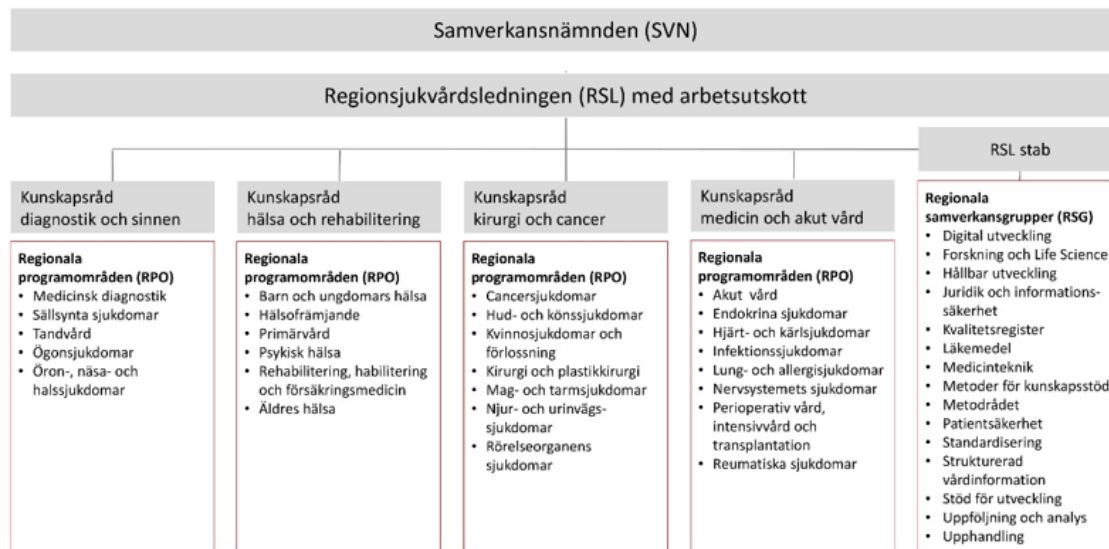 Samverkansnämnden (SVN)
Regionsjukvårdsledningen (RSL) med arbetsutskott
RSL stab
Kunskapsråd
diagnostik och sinnen
Regionala
programområden (RPO)
• Medicinsk diagnostik
• Sällsynta sjukdomar
• Tandvård
• Ögonsjukdomar
• Öron-, näsa- och
halssjukdomar
Kunskapsråd
hälsa och rehabilitering
Regionala
programområden (RPO)
• Barn och ungdomars hälsa
• Hälsofrämjande
• Primärvård
• Psykisk hälsa
• Rehabilitering, habilitering
och försäkringsmedicin
• Äldres hälsa
Kunskapsråd
kirurgi och cancer
Regionala
programområden (RPO)
• Cancersjukdomar
• Hud- och könssjukdomar
• Kvinnosjukdomar och
förlossning
• Kirurgi och plastikkirurgi
• Mag- och tarmsjukdomar
• Njur- och urinvägs-
sjukdomar
• Rörelseorganens
sjukdomar
Kunskapsråd
medicin och akut vård
Regionala
programområden (RPO)
• Akut vård
• Endokrina sjukdomar
• Hjärt- och kärlsjukdomar
• Infektionssjukdomar
• Lung- och allergisjukdomar
• Nervsystemets sjukdomar
• Perioperativ vård,
intensivvård och
transplantation
• Reumatiska sjukdomar
Regionala
samverkansgrupper (RSG)
• Digital utveckling
• Forskning och Life Science
• Hållbar utveckling
• Juridik och informations-
säkerhet
• Kvalitetsregister
• Läkemedel
• Medicinteknik
• Metoder för kunskapsstöd
• Metodrådet
• Patientsäkerhet
• Standardisering
• Strukturerad
vårdinformation
• Stöd för utveckling
• Uppföljning och analys
• Upphandling